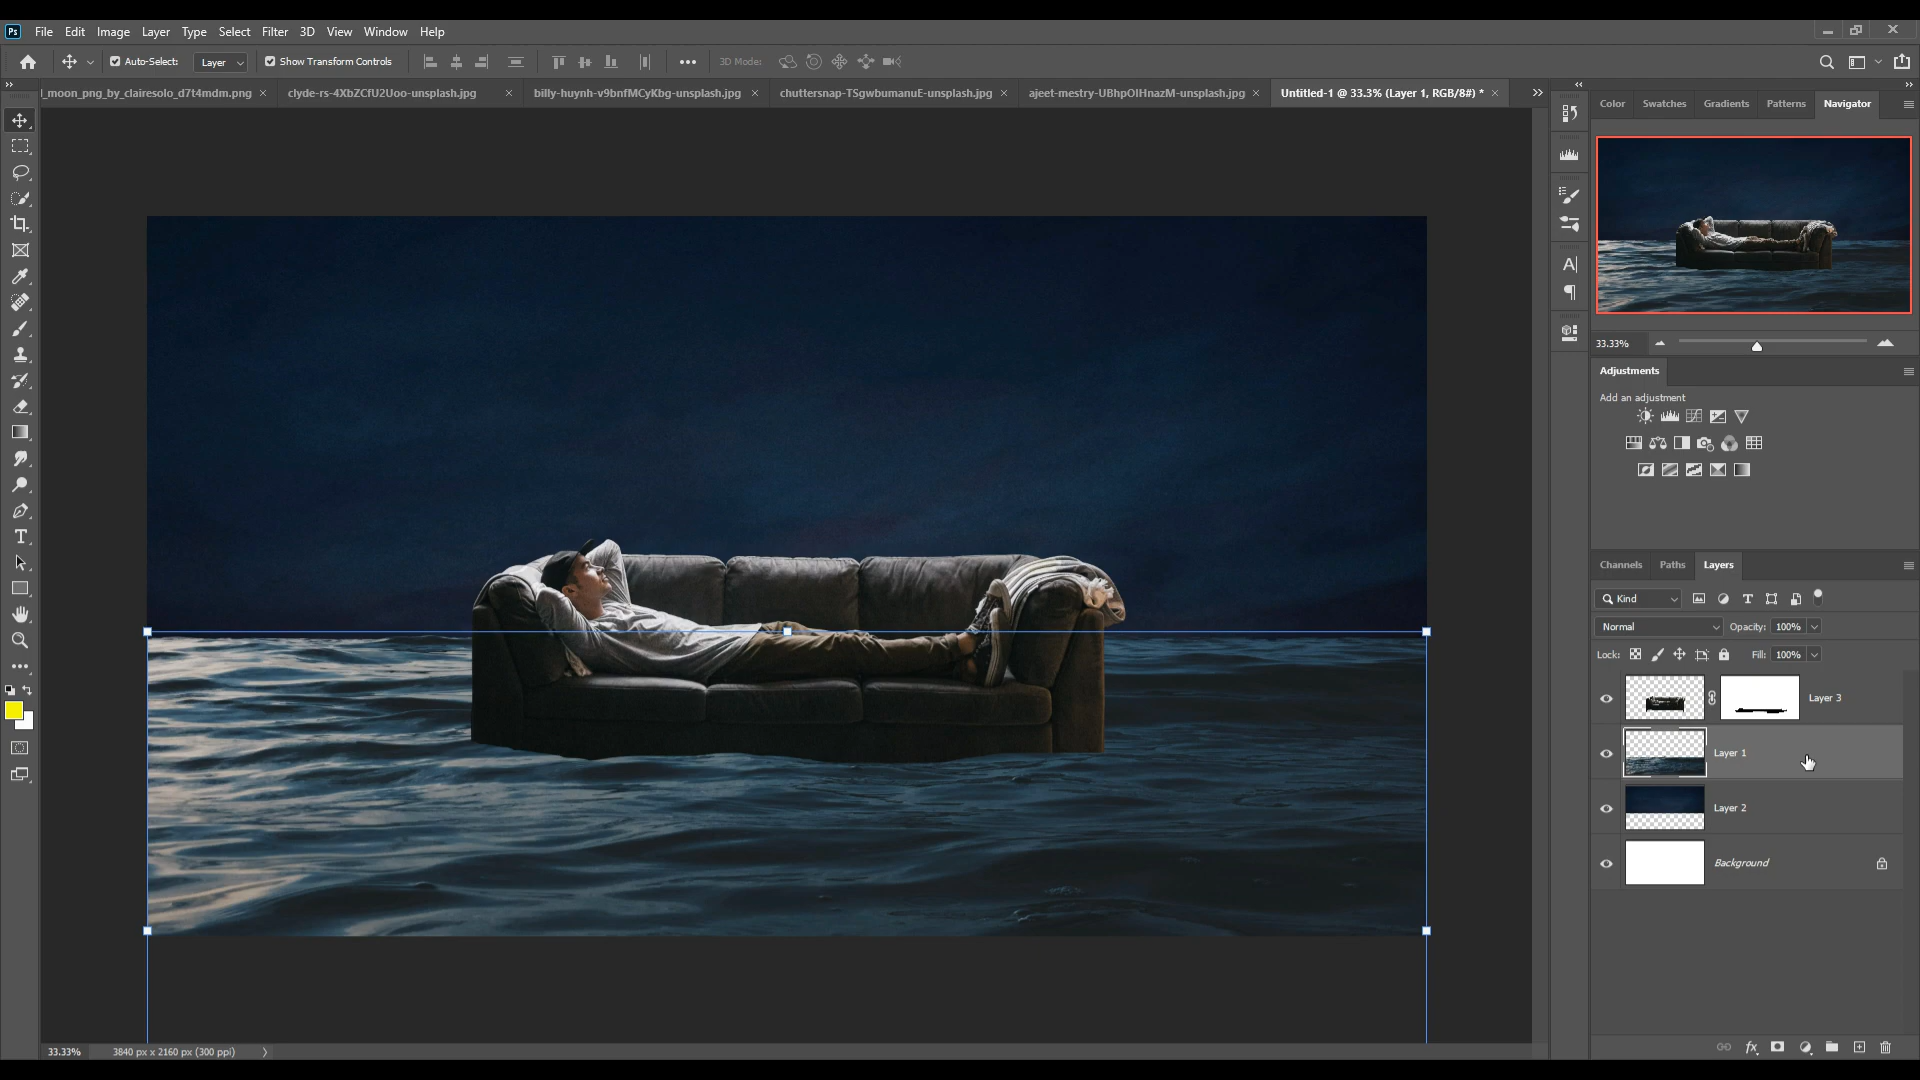 Ps File Edit Image Layer Type Select Filter 3D View Window Help
Auto-Select: Layer Show Transform Controls 3D Mode:
l_moon_png_by_clairesolo_d7t4mdm.png × clyde-rs-4XbZCfU2Uoo-unsplash.jpg × billy-huynh-v9bnfMCyKbg-unsplash.jpg × chuttersnap-TSgwbumanuE-unsplash.jpg × ajeet-mestry-UBhpOIHnazM-unsplash.jpg × Untitled-1 @ 33.3% (Layer 1, RGB/8#) * ×
Color Swatches Gradients Patterns Navigator
33.33%
Adjustments
Add an adjustment
Channels Paths Layers
Kind
Normal Opacity: 100%
Lock: Fill: 100%
Layer 3
Layer 1
Layer 2
Background
33.33% 3840 px x 2160 px (300 ppi)